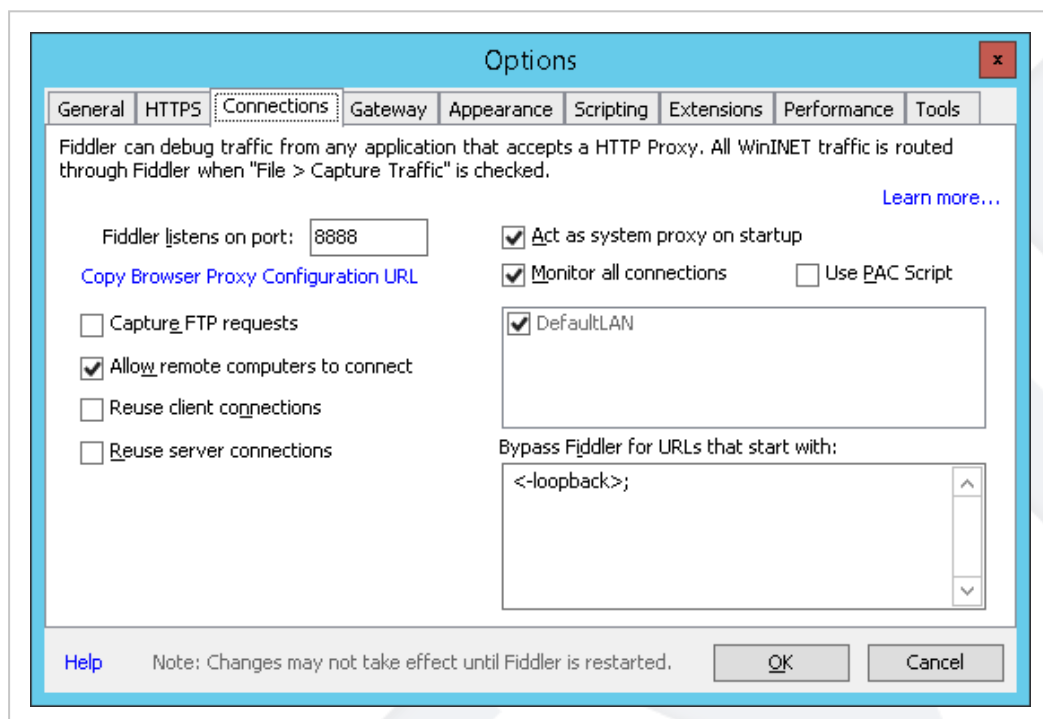 Options
x
General HTTPS Connections Gateway Appearance Scripting Extensions Performance Tools
Fiddler can debug traffic from any application that accepts a HTTP Proxy. All WinINET traffic is routed
through Fiddler when "File > Capture Traffic" is checked.
Learn more...
Fiddler listens on port: 8888
Copy Browser Proxy Configuration URL
Capture FTP requests
Allow remote computers to connect
Reuse client connections
Reuse server connections
Act as system proxy on startup
Monitor all connections Use PAC Script
DefaultLAN
Bypass Fiddler for URLs that start with:
<-loopback>;
Help Note: Changes may not take effect until Fiddler is restarted. OK Cancel